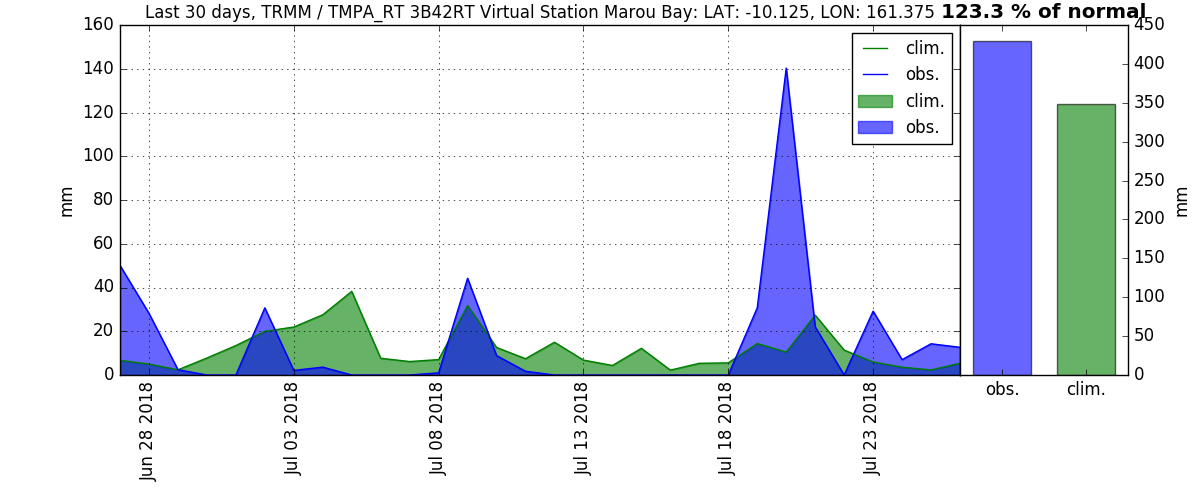 Last 30 days, TRMM / TMPA_RT 3B42RT Virtual Station Marou Bay: LAT: -10.125, LON: 161.375 123.3 % of normal
160
140
120
100
80
60
40
20
0
mm
clim.
obs.
clim.
obs.
Jun 28 2018
Jul 03 2018
Jul 08 2018
Jul 13 2018
Jul 18 2018
Jul 23 2018
450
400
350
300
250
200
150
100
50
0
mm
obs.
clim.